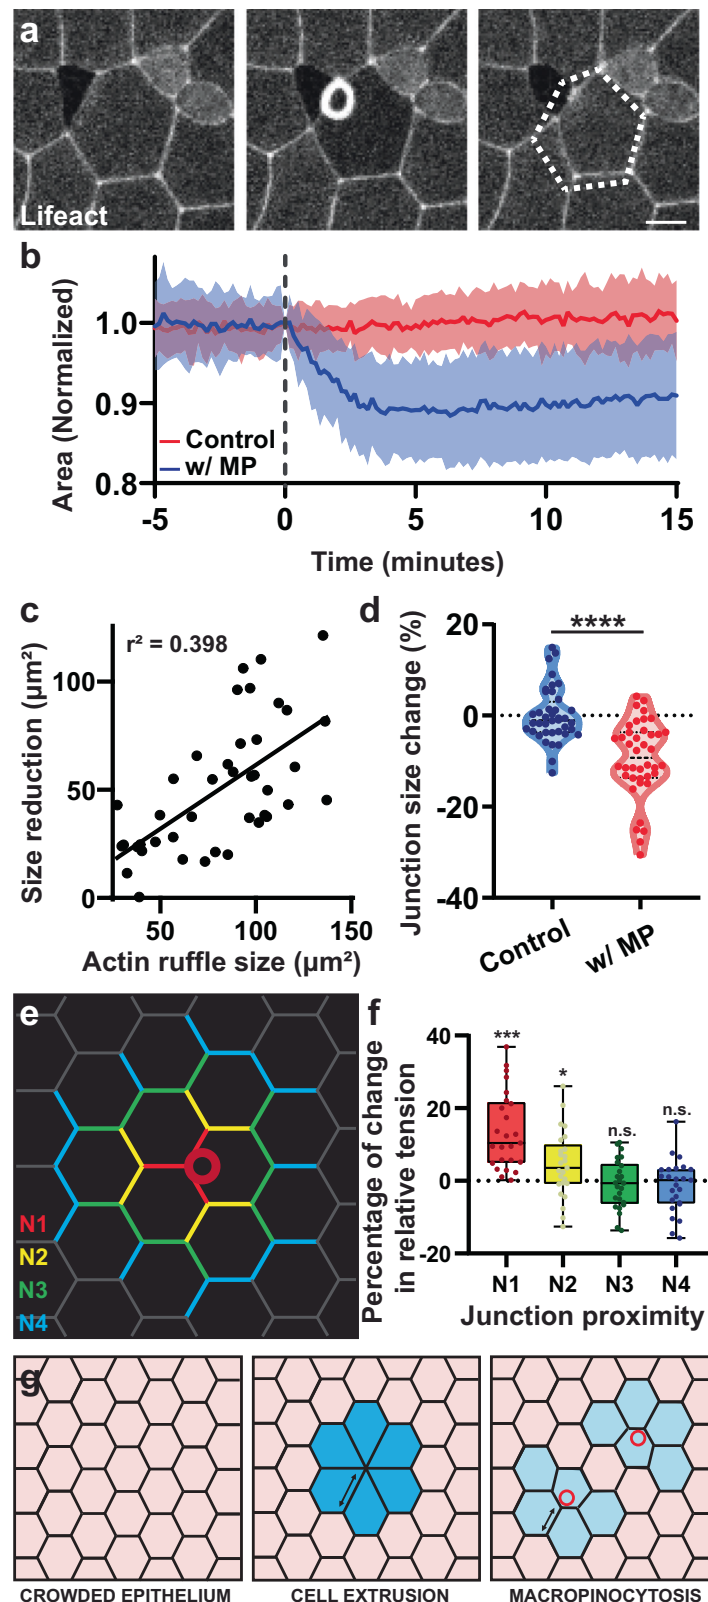 a
Lifeact
b
Area (Normalized)
1.0
0.9
0.8
Control
w/ MP
-5
0
5
10
15
Time (minutes)
c
r² = 0.398
Size reduction (µm²)
100
50
0
50
100
150
Actin ruffle size (µm²)
d
****
Junction size change (%)
20
0
-20
-40
Control
w/ MP
e
N1
N2
N3
N4
f
Percentage of change
in relative tension
40
20
0
-20
***
*
n.s.
n.s.
N1
N2
N3
N4
Junction proximity
g
CROWDED EPITHELIUM
CELL EXTRUSION
MACROPINOCYTOSIS